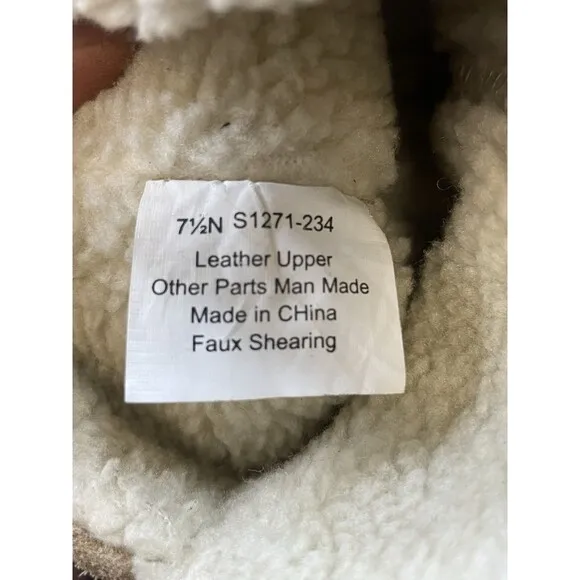 7½N S1271-234
Leather Upper
Other Parts Man Made
Made in CHina
Faux Shearing